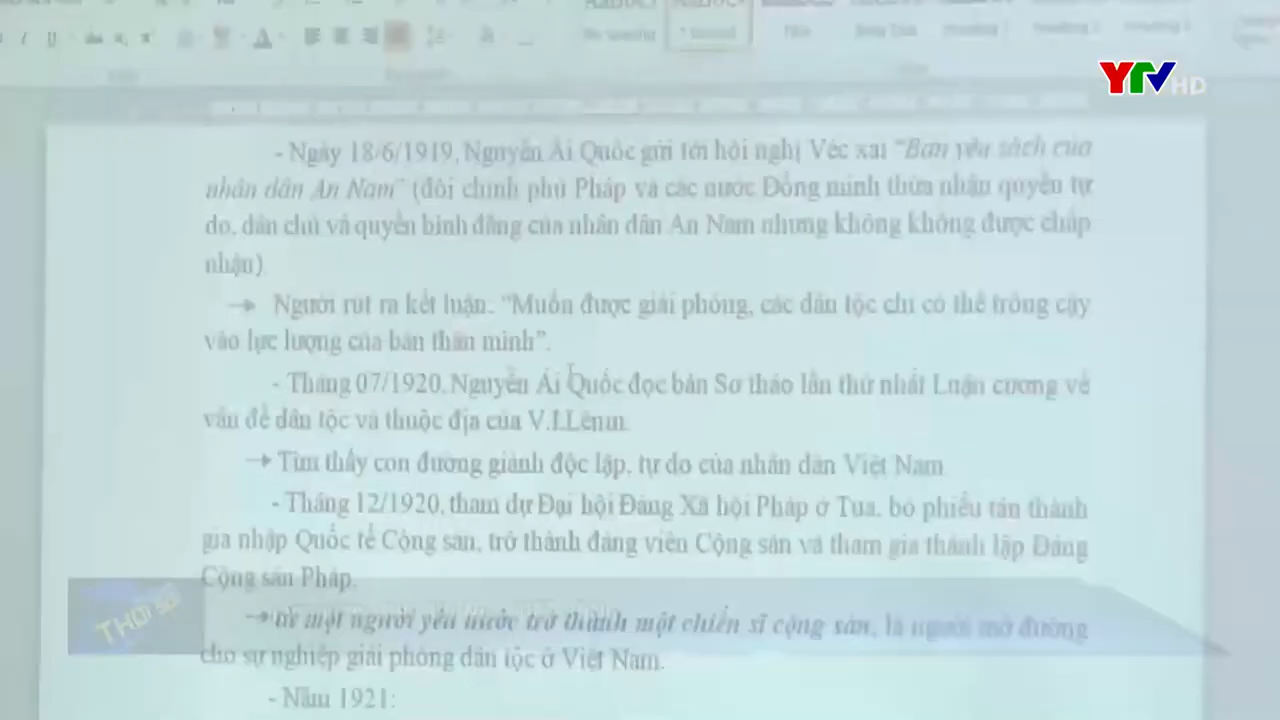 YTV HD
- Ngày 18/6/1919, Nguyễn Ái Quốc gửi tới hội nghị Véc xai “Bản yêu sách của
nhân dân An Nam” (đòi chính phủ Pháp và các nước Đồng minh thừa nhận quyền tự
do, dân chủ và quyền bình đẳng của nhân dân An Nam nhưng không không được chấp
nhận)
→ Người rút ra kết luận: “Muốn được giải phóng, các dân tộc chỉ có thể trông cậy
vào lực lượng của bản thân mình”.
- Tháng 07/1920, Nguyễn Ái Quốc đọc bản Sơ thảo lần thứ nhất Luận cương về
vấn đề dân tộc và thuộc địa của V.I.Lênin.
→ Tìm thấy con đường giành độc lập, tự do của nhân dân Việt Nam
- Tháng 12/1920, tham dự Đại hội Đảng Xã hội Pháp ở Tua, bỏ phiếu tán thành
gia nhập Quốc tế Cộng sản, trở thành đảng viên Cộng sản và tham gia thành lập Đảng
Cộng sản Pháp.
THỜI SỰ
→ từ một người yêu nước trở thành một chiến sĩ cộng sản, là người mở đường
cho sự nghiệp giải phóng dân tộc ở Việt Nam.
- Năm 1921: